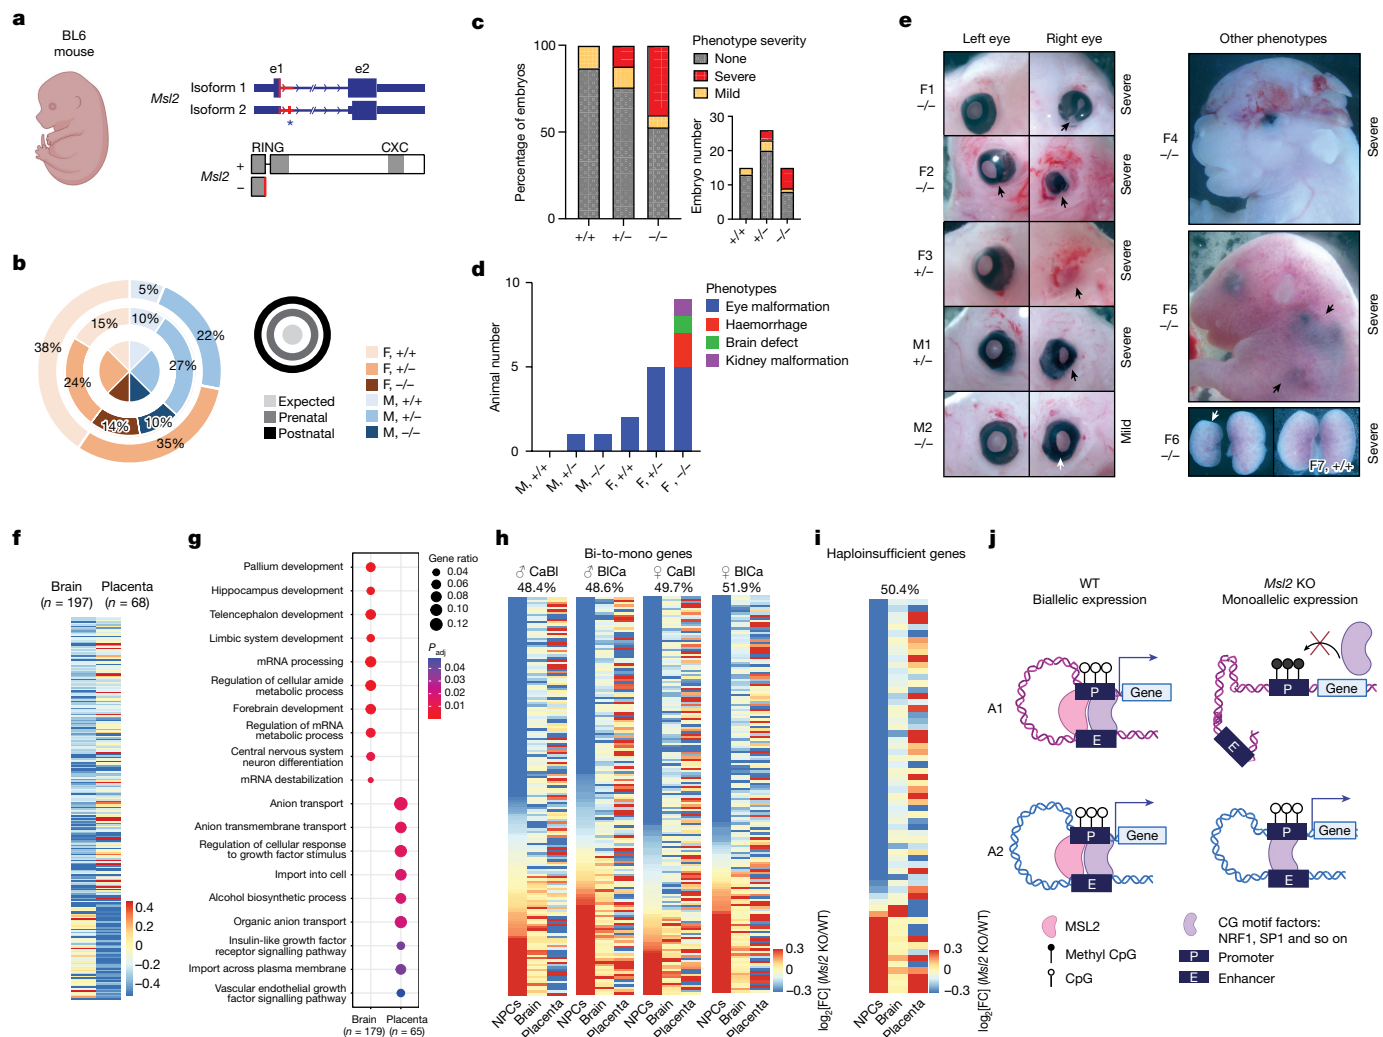 a
BL6
mouse
Msl2
Isoform 1
Isoform 2
e1
e2
*
RING
CXC
Msl2
+
–
b
5%
10%
15%
22%
38%
27%
24%
14%
10%
35%
Expected
Prenatal
Postnatal
F, +/+
F, +/–
F, –/–
M, +/+
M, +/–
M, –/–
c
Percentage of embryos
100
50
0
+/+
+/–
–/–
Phenotype severity
None
Severe
Mild
Embryo number
30
20
10
0
+/+
+/–
–/–
d
Animal number
10
5
0
M, +/+
M, +/–
M, –/–
F, +/+
F, +/–
F, –/–
Phenotypes
Eye malformation
Haemorrhage
Brain defect
Kidney malformation
e
Left eye
Right eye
Other phenotypes
F1
–/–
Severe
F2
–/–
Severe
F3
+/–
Severe
M1
+/–
Severe
M2
–/–
Mild
F4
–/–
Severe
F5
–/–
Severe
F6
–/–
F7, +/+
Severe
f
Brain
(n = 197)
Placenta
(n = 68)
0.4
0.2
0
–0.2
–0.4
g
Pallium development
Hippocampus development
Telencephalon development
Limbic system development
mRNA processing
Regulation of cellular amide
metabolic process
Forebrain development
Regulation of mRNA
metabolic process
Central nervous system
neuron differentiation
mRNA destabilization
Anion transport
Anion transmembrane transport
Regulation of cellular response
to growth factor stimulus
Import into cell
Alcohol biosynthetic process
Organic anion transport
Insulin-like growth factor
receptor signalling pathway
Import across plasma membrane
Vascular endothelial growth
factor signalling pathway
Brain
(n = 179)
Placenta
(n = 65)
Gene ratio
0.04
0.06
0.08
0.10
0.12
Padj
0.04
0.03
0.02
0.01
h
Bi-to-mono genes
♂ CaBl
48.4%
♂ BlCa
48.6%
♀ CaBl
49.7%
♀ BlCa
51.9%
NPCs
Brain
Placenta
NPCs
Brain
Placenta
NPCs
Brain
Placenta
NPCs
Brain
Placenta
0.3
0
–0.3
log2[FC] (Msl2 KO/WT)
i
Haploinsufficient genes
50.4%
NPCs
Brain
Placenta
0.3
0
–0.3
log2[FC] (Msl2 KO/WT)
j
WT
Biallelic expression
Msl2 KO
Monoallelic expression
A1
P
Gene
E
P
Gene
E
A2
P
Gene
E
P
Gene
E
MSL2
Methyl CpG
CpG
CG motif factors:
NRF1, SP1 and so on
P
Promoter
E
Enhancer